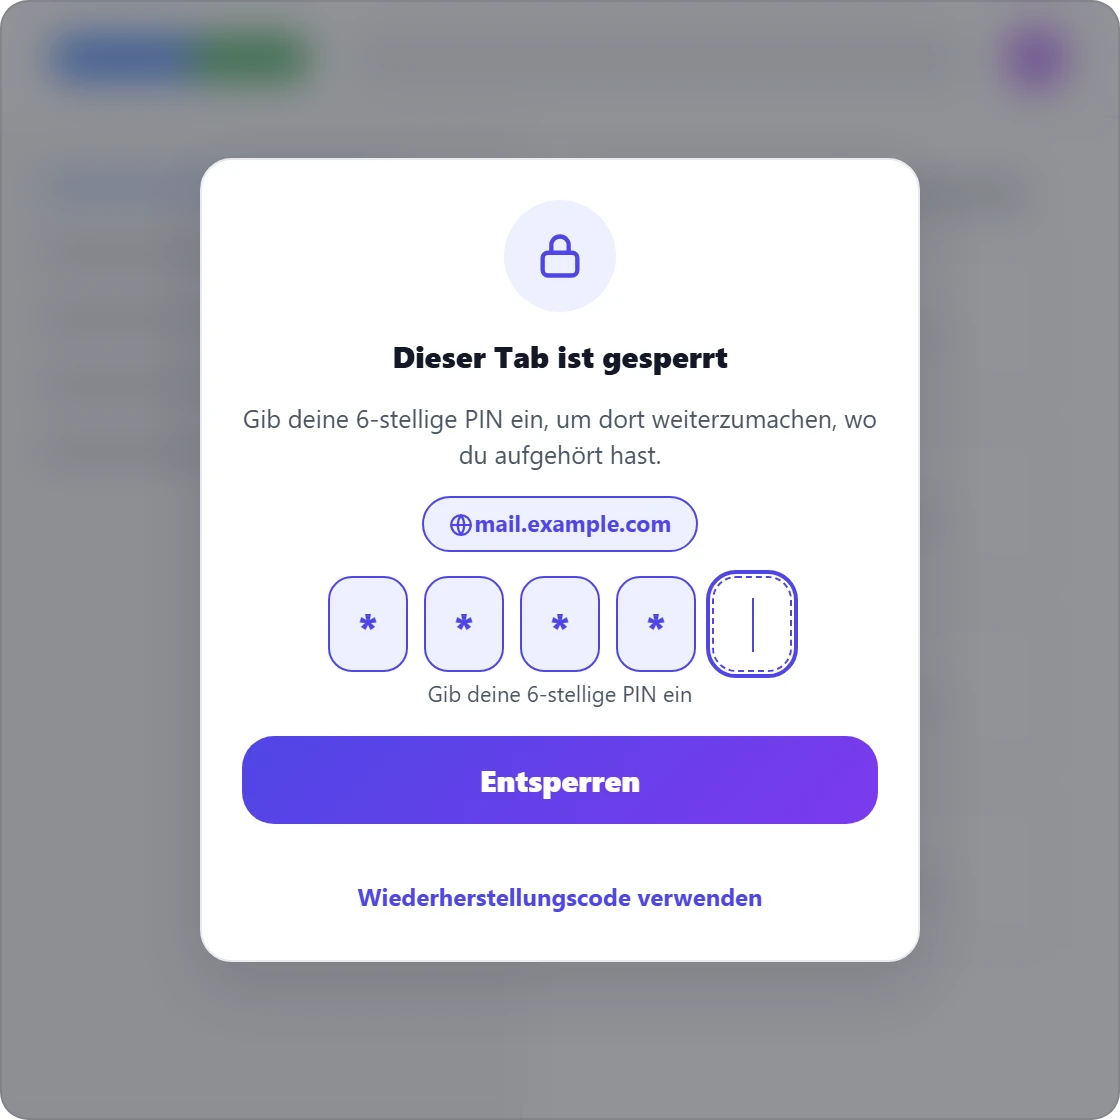 Dieser Tab ist gesperrt
Gib deine 6-stellige PIN ein, um dort weiterzumachen, wo
du aufgehört hast.
mail.example.com
* * * *
Gib deine 6-stellige PIN ein
Entsperren
Wiederherstellungscode verwenden